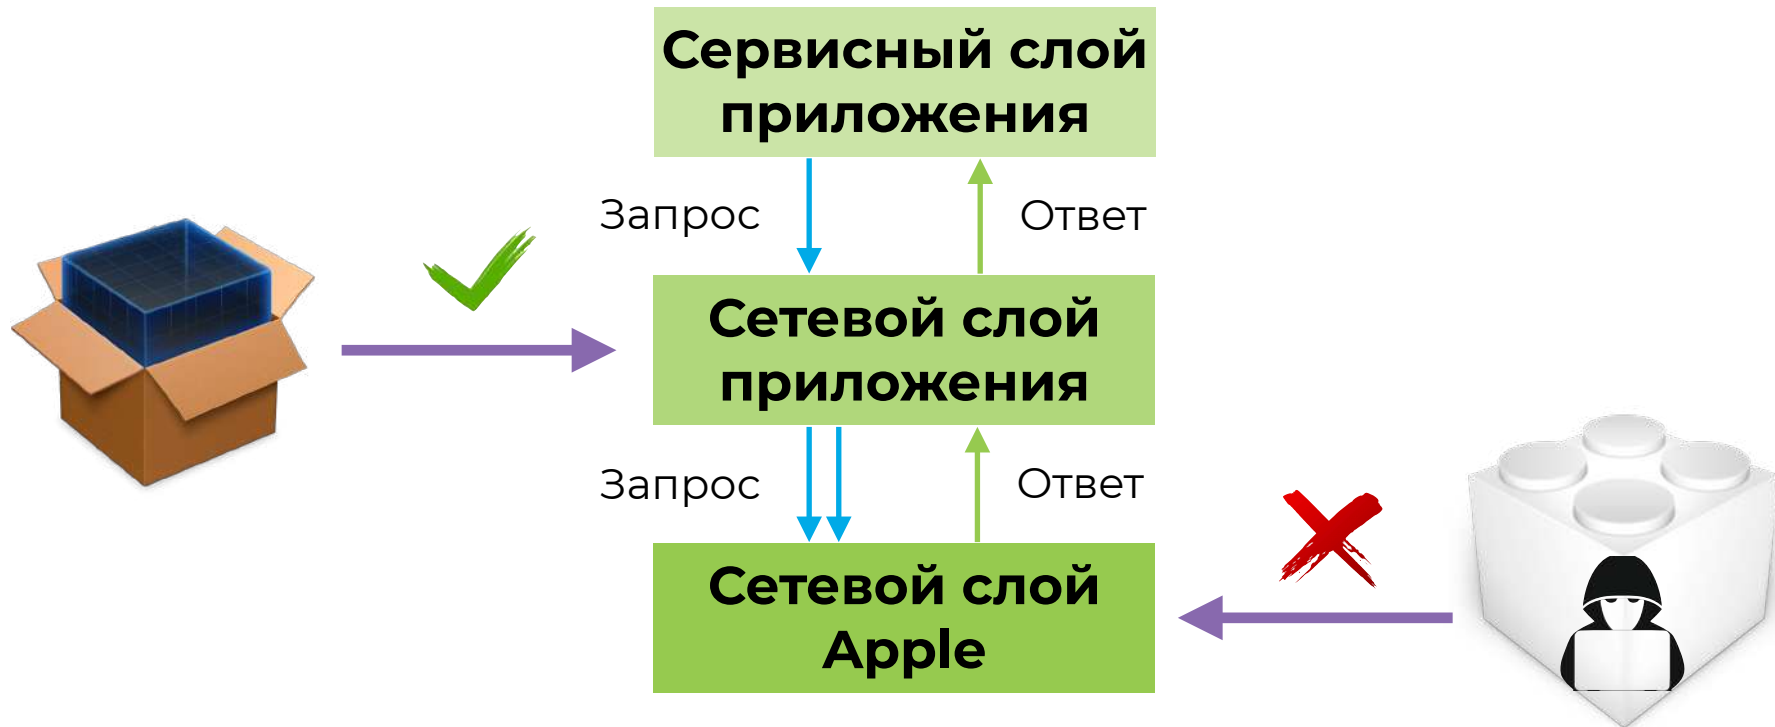 Сервисный слой
приложения
Запрос
Ответ
Сетевой слой
приложения
Запрос
Ответ
Сетевой слой
Apple